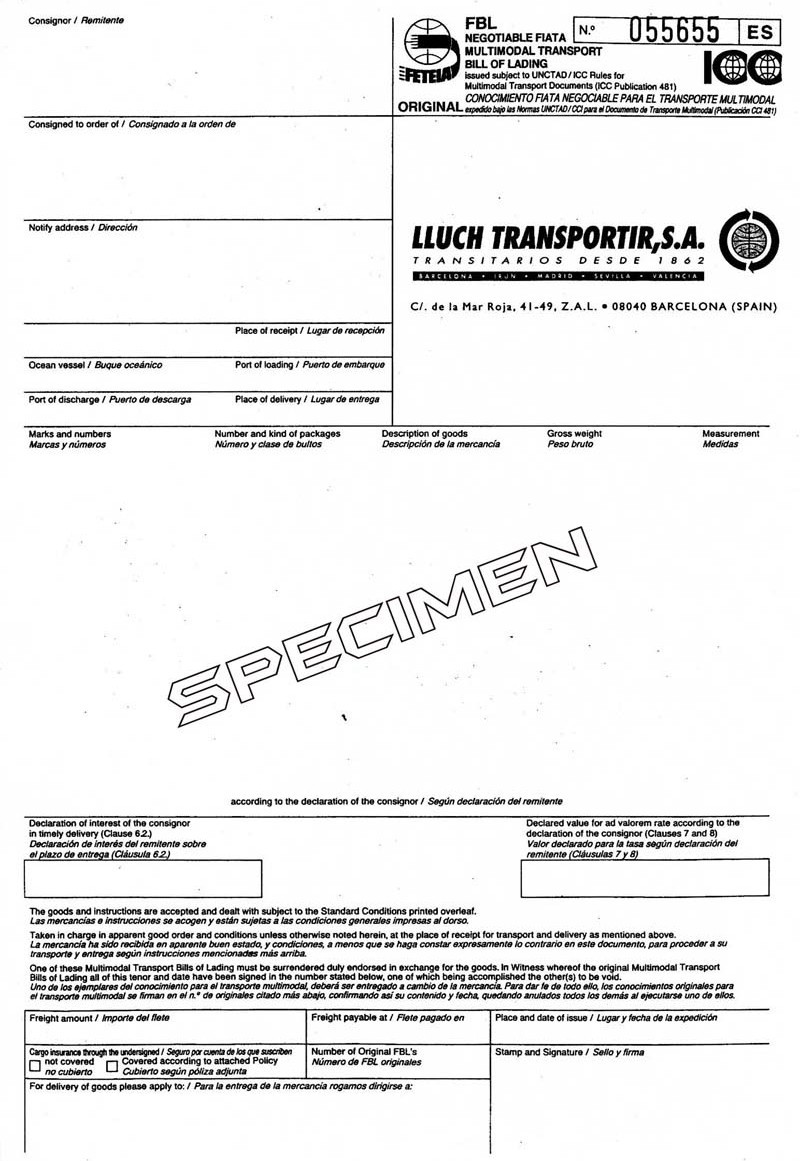 Consignor / Remitente
FBL
NEGOTIABLE FIATA
MULTIMODAL TRANSPORT
BILL OF LADING
issued subject to UNCTAD / ICC Rules for
Multimodal Transport Documents (ICC Publication 481)
CONOCIMIENTO FIATA NEGOCIABLE PARA EL TRANSPORTE MULTIMODAL
expedido bajo las Normas UNCTAD / CCI para el Documento de Transporte Multimodal (Publicación CCI 481)
N.º 055655 ES
FETEIA
ICC
ORIGINAL
Consigned to order of / Consignado a la orden de
Notify address / Dirección
LLUCH TRANSPORTIR, S.A.
TRANSITARIOS DESDE 1862
BARCELONA • IRUN • MADRID • SEVILLA • VALENCIA
C/. de la Mar Roja, 41-49, Z.A.L. • 08040 BARCELONA (SPAIN)
Place of receipt / Lugar de recepción
Ocean vessel / Buque oceánico
Port of loading / Puerto de embarque
Port of discharge / Puerto de descarga
Place of delivery / Lugar de entrega
Marks and numbers
Marcas y números
Number and kind of packages
Número y clase de bultos
Description of goods
Descripción de la mercancía
Gross weight
Peso bruto
Measurement
Medidas
SPECIMEN
according to the declaration of the consignor / Según declaración del remitente
Declaration of interest of the consignor
in timely delivery (Clause 6.2.)
Declaración de interés del remitente sobre
el plazo de entrega (Cláusula 6.2.)
Declared value for ad valorem rate according to the
declaration of the consignor (Clauses 7 and 8)
Valor declarado para la tasa según declaración del
remitente (Cláusulas 7 y 8)
The goods and instructions are accepted and dealt with subject to the Standard Conditions printed overleaf.
Las mercancías e instrucciones se acogen y están sujetas a las condiciones generales impresas al dorso.
Taken in charge in apparent good order and conditions unless otherwise noted herein, at the place of receipt for transport and delivery as mentioned above.
La mercancía ha sido recibida en aparente buen estado, y condiciones, a menos que se haga constar expresamente lo contrario en este documento, para proceder a su
transporte y entrega según instrucciones mencionadas más arriba.
One of these Multimodal Transport Bills of Lading must be surrendered duly endorsed in exchange for the goods. In Witness whereof the original Multimodal Transport
Bills of Lading all of this tenor and date have been signed in the number stated below, one of which being accomplished the other(s) to be void.
Uno de los ejemplares del conocimiento para el transporte multimodal, deberá ser entregado a cambio de la mercancía. Para dar fe de todo ello, los conocimientos originales para
el transporte multimodal se firman en el n.º de originales citado más abajo, confirmando así su contenido y fecha, quedando anulados todos los demás al ejecutarse uno de ellos.
Freight amount / Importe del flete
Freight payable at / Flete pagado en
Place and date of issue / Lugar y fecha de la expedición
Cargo insurance through the undersigned / Seguro por cuenta de los que suscriben
not covered
no cubierto
Covered according to attached Policy
Cubierto según póliza adjunta
Number of Original FBL's
Número de FBL originales
Stamp and Signature / Sello y firma
For delivery of goods please apply to: / Para la entrega de la mercancía rogamos dirigirse a: